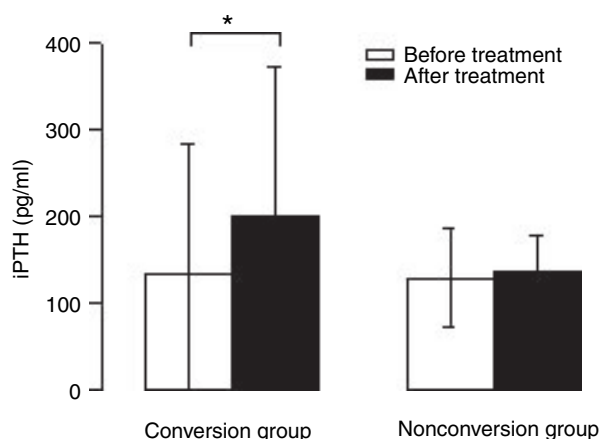 *
400
300
200
100
0
iPTH (pg/ml)
Before treatment
After treatment
Conversion group
Nonconversion group